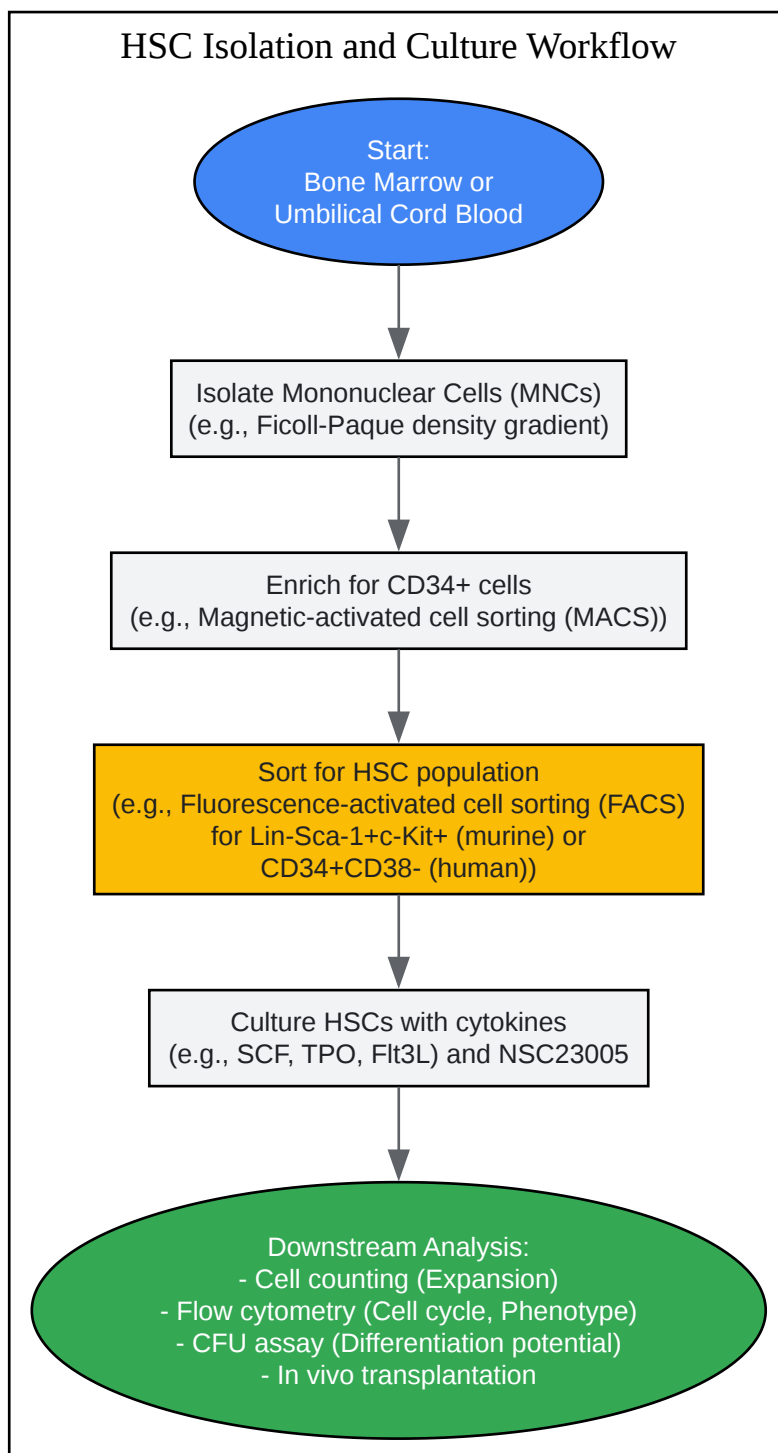 HSC Isolation and Culture Workflow
Start:
Bone Marrow or
Umbilical Cord Blood
Isolate Mononuclear Cells (MNCs)
(e.g., Ficoll-Paque density gradient)
Enrich for CD34+ cells
(e.g., Magnetic-activated cell sorting (MACS))
Sort for HSC population
(e.g., Fluorescence-activated cell sorting (FACS)
for Lin-Sca-1+c-Kit+ (murine) or
CD34+CD38- (human))
Culture HSCs with cytokines
(e.g., SCF, TPO, Flt3L) and NSC23005
Downstream Analysis:
- Cell counting (Expansion)
- Flow cytometry (Cell cycle, Phenotype)
- CFU assay (Differentiation potential)
- In vivo transplantation